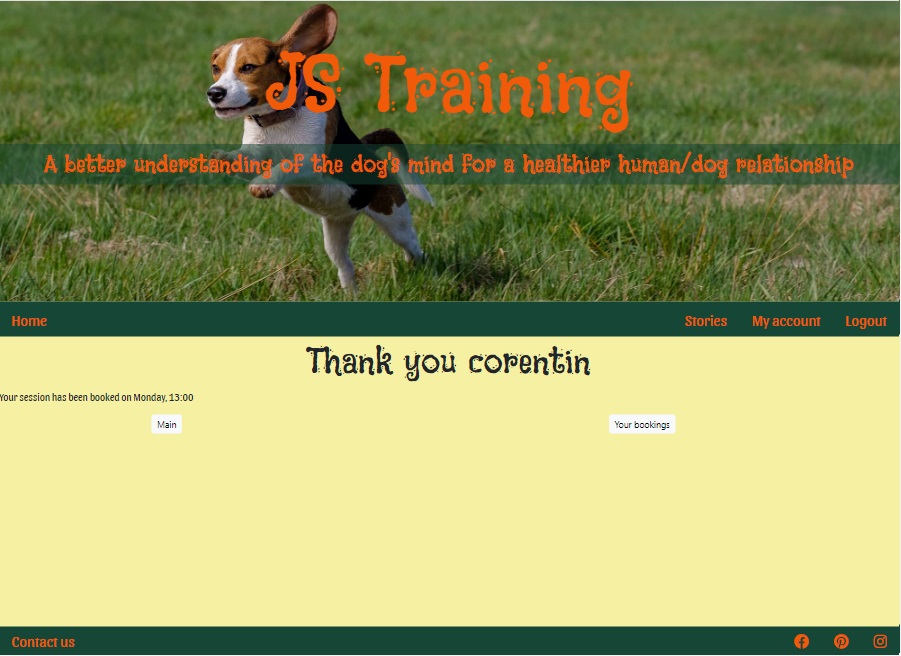 JS Training
A better understanding of the dog's mind for a healthier human/dog relationship
Home Stories My account Logout
Thank you corentin
Your session has been booked on Monday, 13:00
Main Your bookings
Contact us